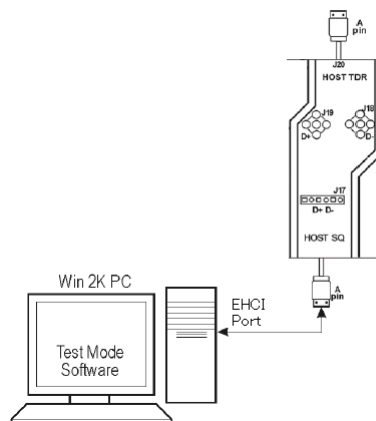 A
pin
J20
HOST TDR
J19
J18
D+
D-
J17
D+ D-
HOST SQ
A
pin
Win 2K PC
EHCI
Port
Test Mode
Software